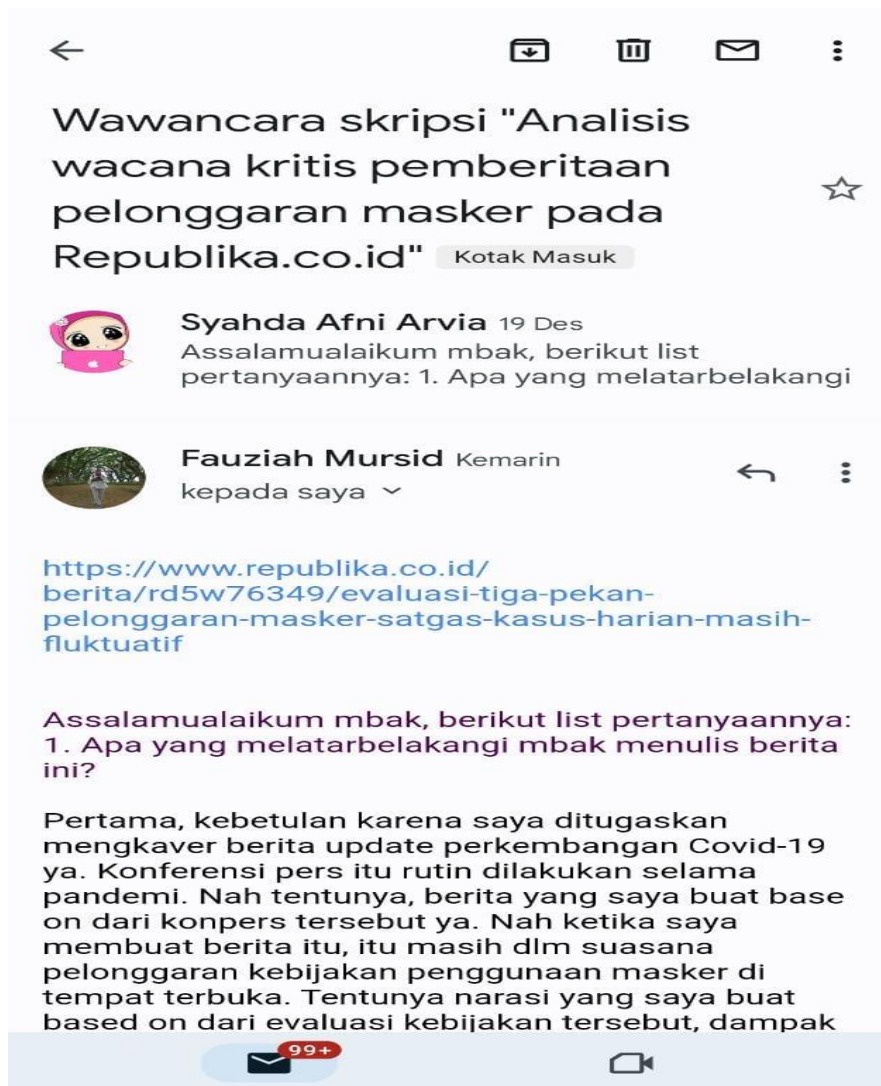 Wawancara skripsi "Analisis
wacana kritis pemberitaan
pelonggaran masker pada
Republika.co.id" Kotak Masuk
Syahda Afni Arvia 19 Des
Assalamualaikum mbak, berikut list
pertanyaannya: 1. Apa yang melatarbelakangi
Fauziah Mursid Kemarin
kepada saya
https://www.republika.co.id/
berita/rd5w76349/evaluasi-tiga-pekan-
pelonggaran-masker-satgas-kasus-harian-masih-
fluktuatif
Assalamualaikum mbak, berikut list pertanyaannya:
1. Apa yang melatarbelakangi mbak menulis berita
ini?
Pertama, kebetulan karena saya ditugaskan
mengkaver berita update perkembangan Covid-19
ya. Konferensi pers itu rutin dilakukan selama
pandemi. Nah tentunya, berita yang saya buat base
on dari konpers tersebut ya. Nah ketika saya
membuat berita itu, itu masih dlm suasana
pelonggaran kebijakan penggunaan masker di
tempat terbuka. Tentunya narasi yang saya buat
based on dari evaluasi kebijakan tersebut, dampak
99+